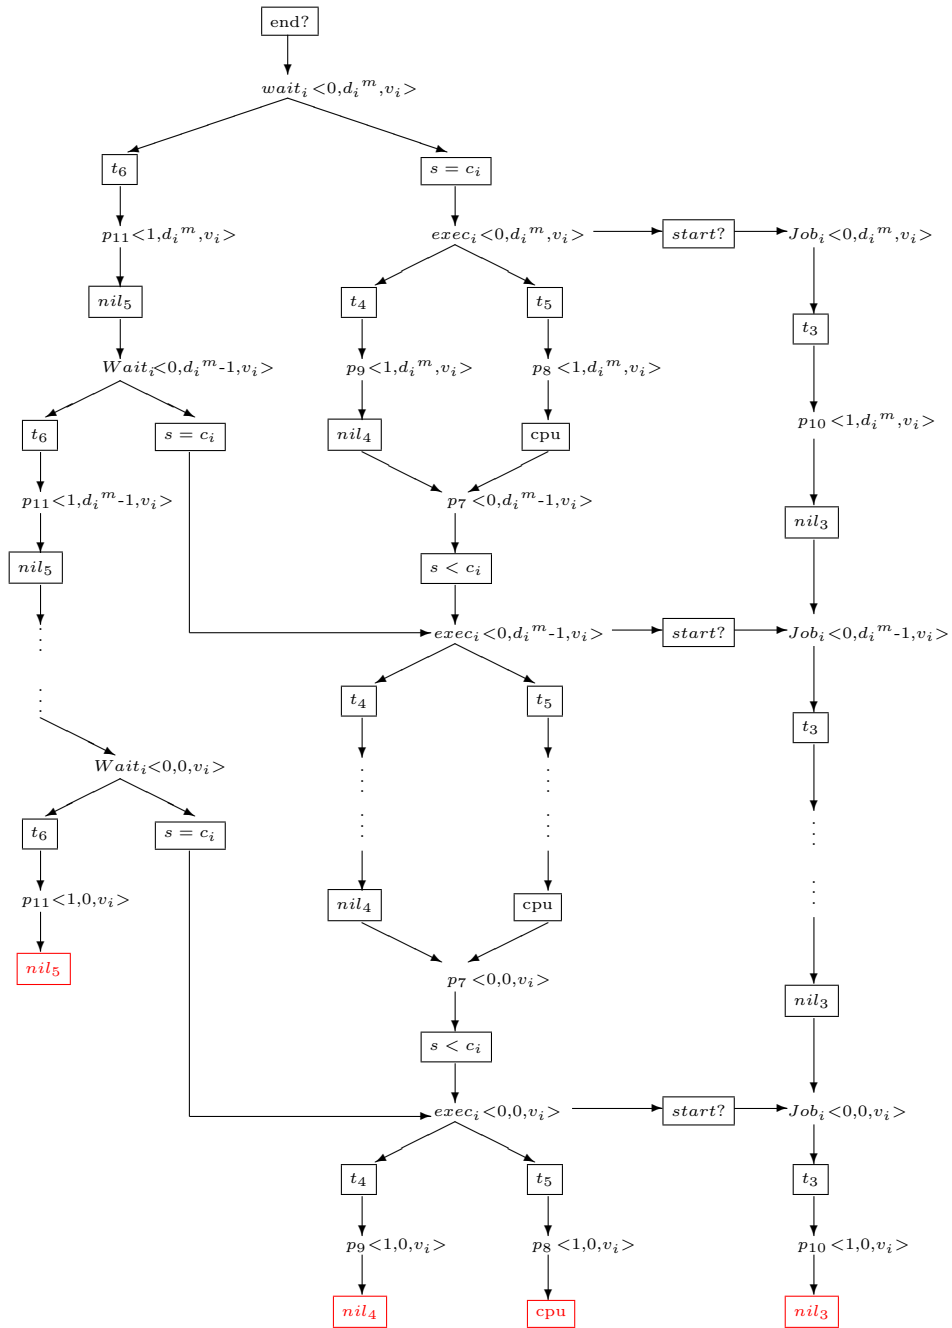 end?
wait_i <0,d_i^m,v_i>
t_6 s = c_i
p_11 <1,d_i^m,v_i> exec_i <0,d_i^m,v_i> start? Job_i <0,d_i^m,v_i>
nil_5 t_4 t_5 t_3
Wait_i <0,d_i^m-1,v_i> p_9 <1,d_i^m,v_i> p_8 <1,d_i^m,v_i>
t_6 s = c_i nil_4 cpu p_10 <1,d_i^m,v_i>
p_11 <1,d_i^m-1,v_i> p_7 <0,d_i^m-1,v_i> nil_3
nil_5 s < c_i
exec_i <0,d_i^m-1,v_i> start? Job_i <0,d_i^m-1,v_i>
t_4 t_5 t_3
Wait_i <0,0,v_i>
t_6 s = c_i
p_11 <1,0,v_i> nil_4 cpu
nil_5 p_7 <0,0,v_i> nil_3
s < c_i
exec_i <0,0,v_i> start? Job_i <0,0,v_i>
t_4 t_5 t_3
p_9 <1,0,v_i> p_8 <1,0,v_i> p_10 <1,0,v_i>
nil_4 cpu nil_3